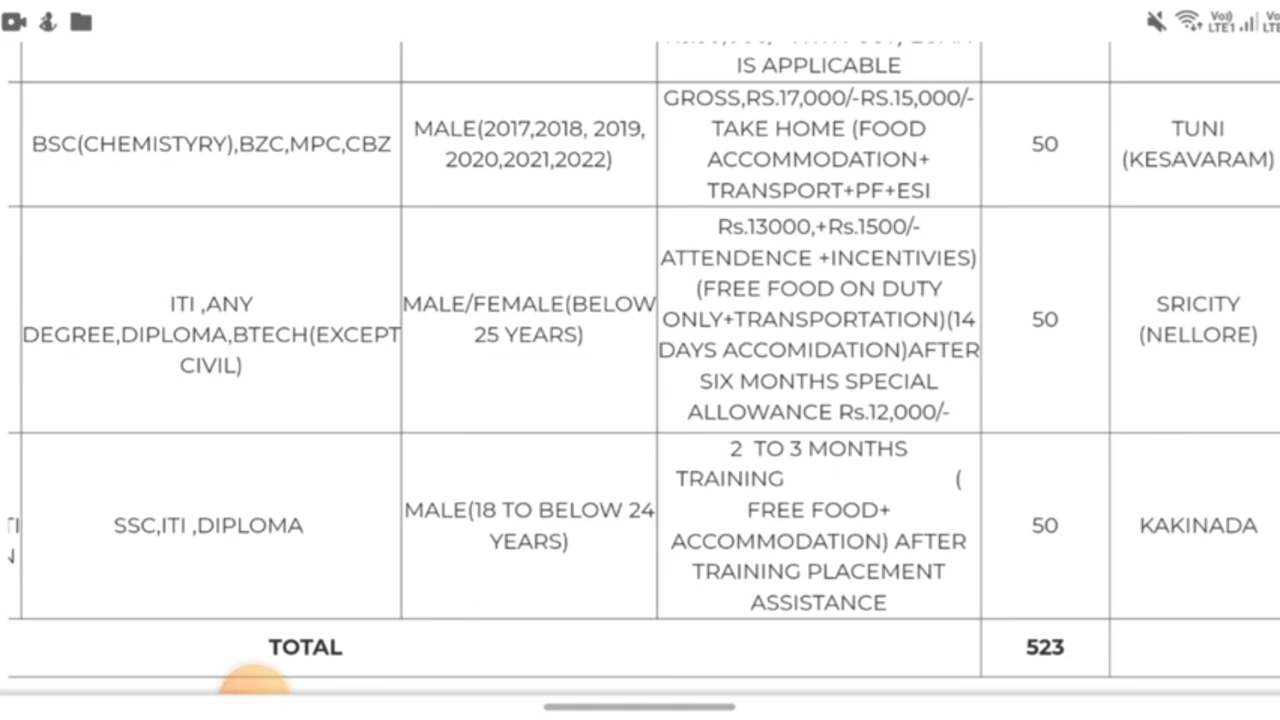 IS APPLICABLE
BSC(CHEMISTYRY),BZC,MPC,CBZ
MALE(2017,2018, 2019,
2020,2021,2022)
GROSS,RS.17,000/-RS.15,000/-
TAKE HOME (FOOD
ACCOMMODATION+
TRANSPORT+PF+ESI
50
TUNI
(KESAVARAM)
ITI ,ANY
DEGREE,DIPLOMA,BTECH(EXCEPT
CIVIL)
MALE/FEMALE(BELOW
25 YEARS)
Rs.13000,+Rs.1500/-
ATTENDENCE +INCENTIVIES)
(FREE FOOD ON DUTY
ONLY+TRANSPORTATION)(14
DAYS ACCOMIDATION)AFTER
SIX MONTHS SPECIAL
ALLOWANCE Rs.12,000/-
50
SRICITY
(NELLORE)
SSC,ITI ,DIPLOMA
MALE(18 TO BELOW 24
YEARS)
2 TO 3 MONTHS
TRAINING (
FREE FOOD+
ACCOMMODATION) AFTER
TRAINING PLACEMENT
ASSISTANCE
50
KAKINADA
TOTAL
523